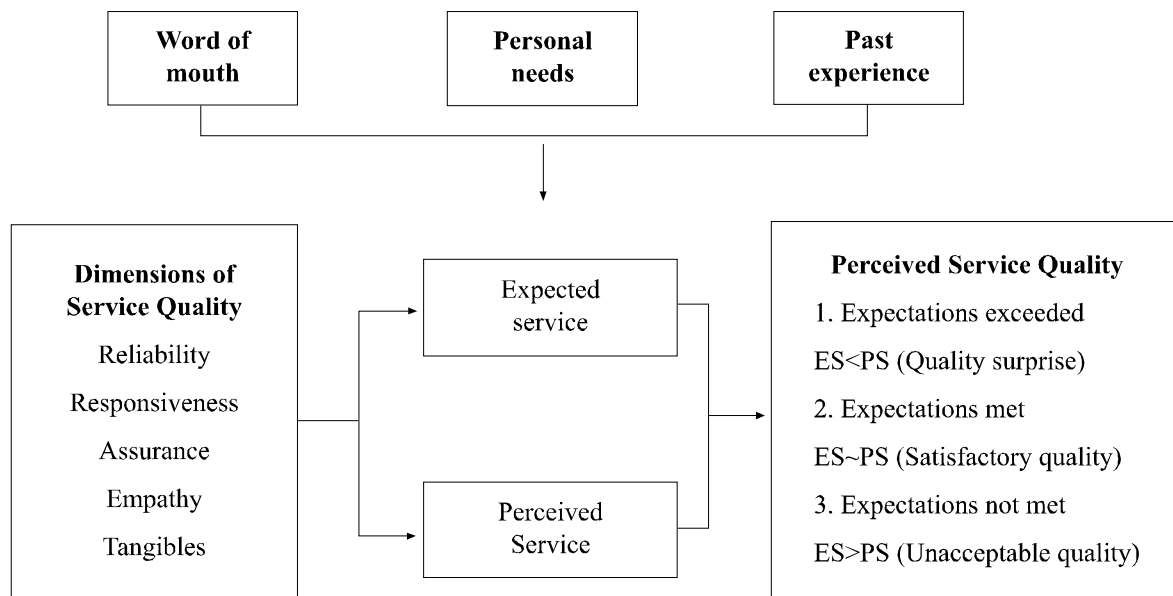 Word of
mouth
Personal
needs
Past
experience
Dimensions of
Service Quality
Reliability
Responsiveness
Assurance
Empathy
Tangibles
Expected
service
Perceived
Service
Perceived Service Quality
1. Expectations exceeded
ES<PS (Quality surprise)
2. Expectations met
ES~PS (Satisfactory quality)
3. Expectations not met
ES>PS (Unacceptable quality)